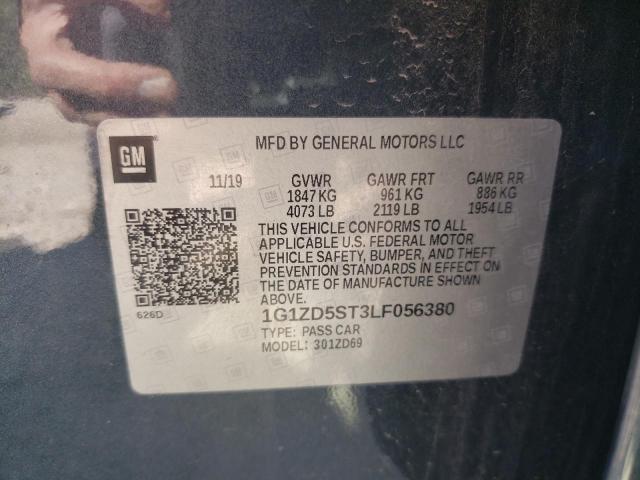 GM
MFD BY GENERAL MOTORS LLC
11/19 GVWR GAWR FRT GAWR RR
1847 KG 961 KG 886 KG
4073 LB 2119 LB 1954 LB
THIS VEHICLE CONFORMS TO ALL
APPLICABLE U.S. FEDERAL MOTOR
VEHICLE SAFETY, BUMPER, AND THEFT
PREVENTION STANDARDS IN EFFECT ON
THE DATE OF MANUFACTURE SHOWN
ABOVE.
626D
1G1ZD5ST3LF056380
TYPE: PASS CAR
MODEL: 301ZD69